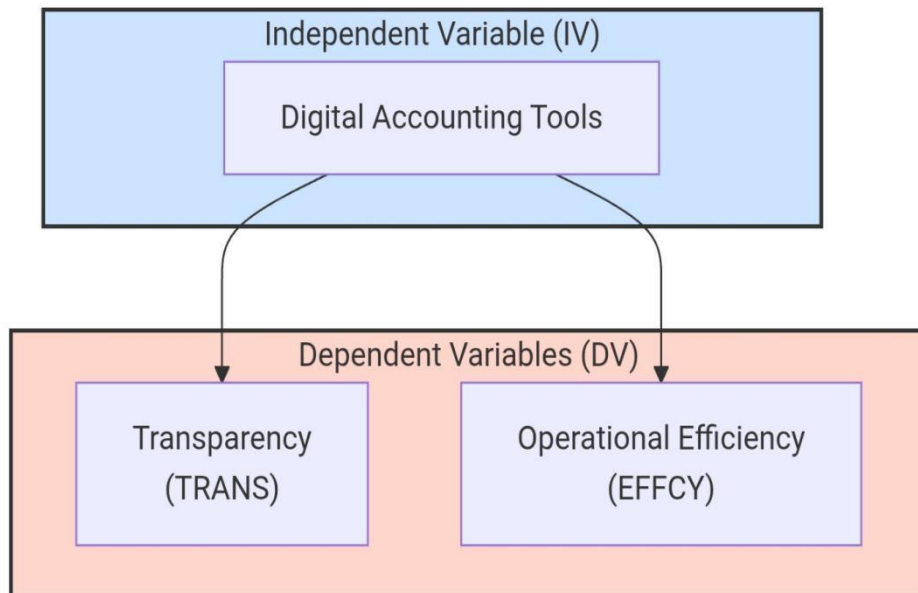 Independent Variable (IV)
Digital Accounting Tools
Dependent Variables (DV)
Transparency
(TRANS)
Operational Efficiency
(EFFCY)